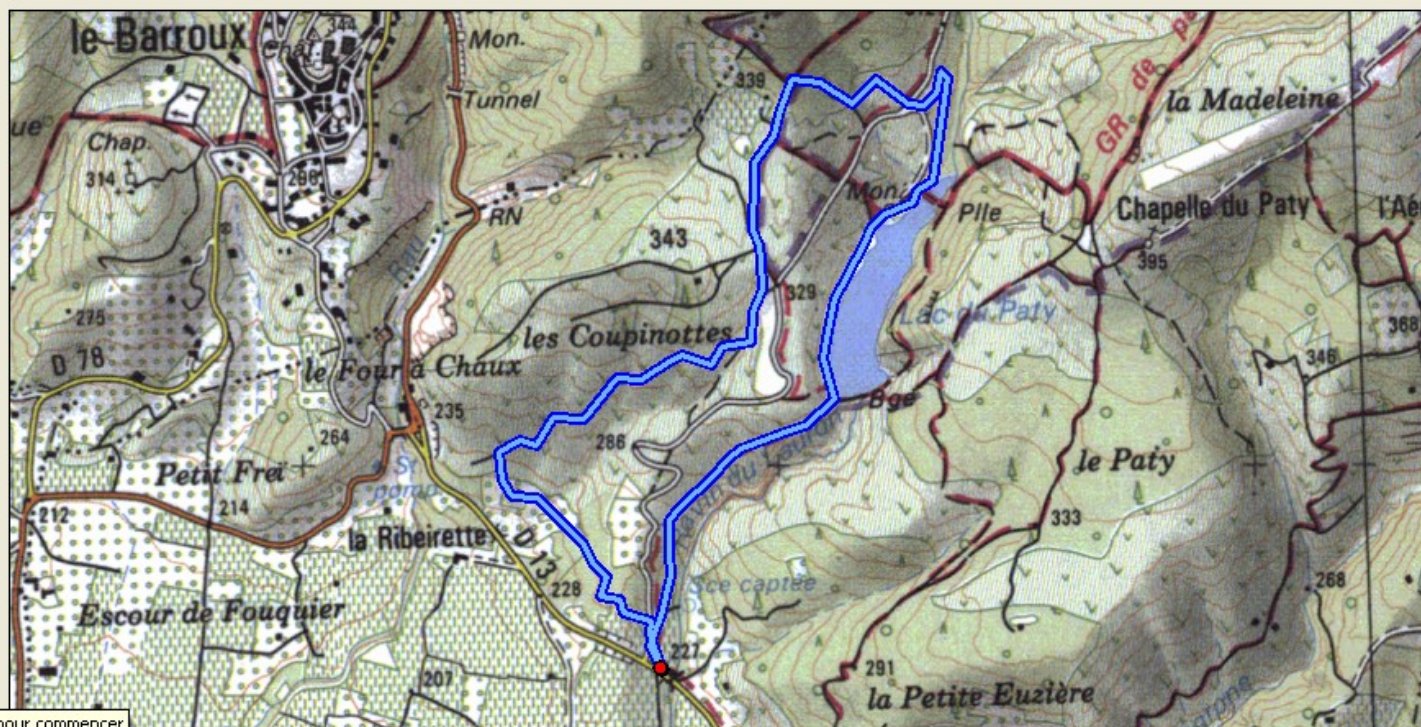 le Barroux
344
Mon.
339
Tunnel
la Madeleine
GR de
Chap.
314
Mon.
Plle
Chapelle du Paty
l'Aé
RN
343
395
329
Lac du Paty
275
les Coupinottes
368
D 78
le Four à Chaux
346
235
Bge
264
286
Petit Frei
le Paty
214
212
333
la Ribeirette
D 13
228
Sce captée
268
Escour de Fouquier
227
207
291
la Petite Euzière
pour commencer